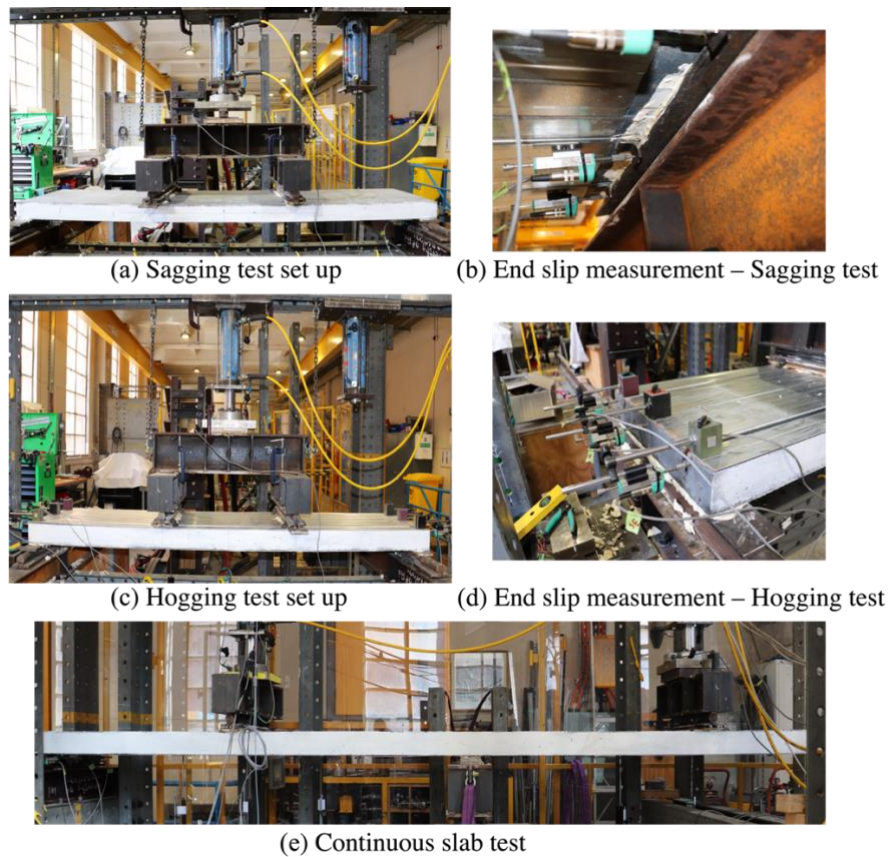 (a) Sagging test set up
(b) End slip measurement – Sagging test
(c) Hogging test set up
(d) End slip measurement – Hogging test
(e) Continuous slab test